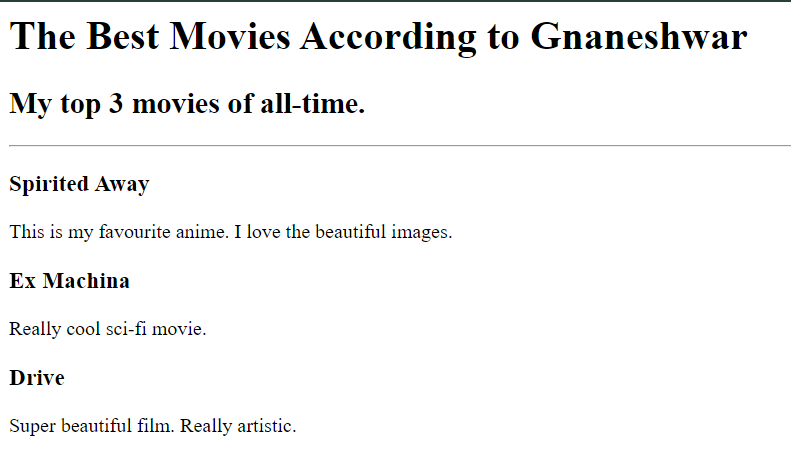 The Best Movies According to Gnaneshwar
My top 3 movies of all-time.
Spirited Away
This is my favourite anime. I love the beautiful images.
Ex Machina
Really cool sci-fi movie.
Drive
Super beautiful film. Really artistic.